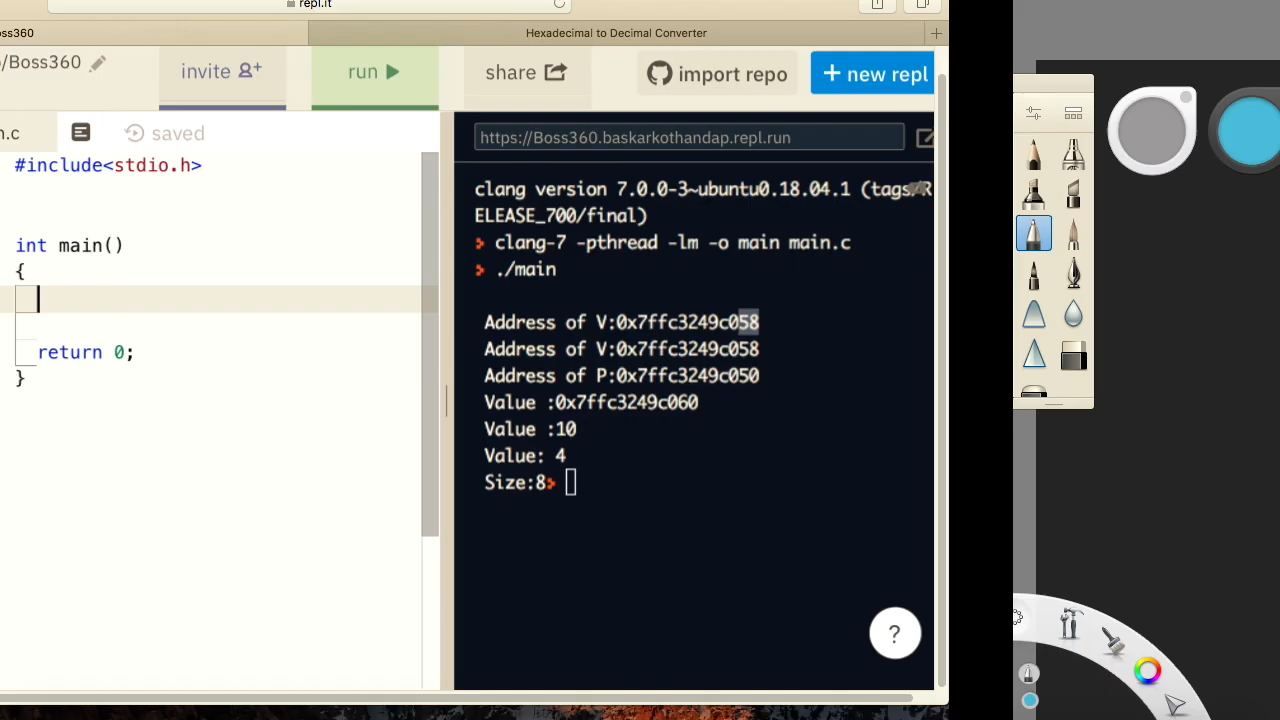 repl.it
oss360
Hexadecimal to Decimal Converter
/Boss360
invite
run
share
import repo
+ new repl
n.c
saved
https://Boss360.baskarkothandap.repl.run
#include<stdio.h>
int main()
{
return 0;
}
clang version 7.0.0-3~ubuntu0.18.04.1 (tags/R
ELEASE_700/final)
> clang-7 -pthread -lm -o main main.c
> ./main
Address of V:0x7ffc3249c058
Address of V:0x7ffc3249c058
Address of P:0x7ffc3249c050
Value :0x7ffc3249c060
Value :10
Value: 4
Size:8>
?